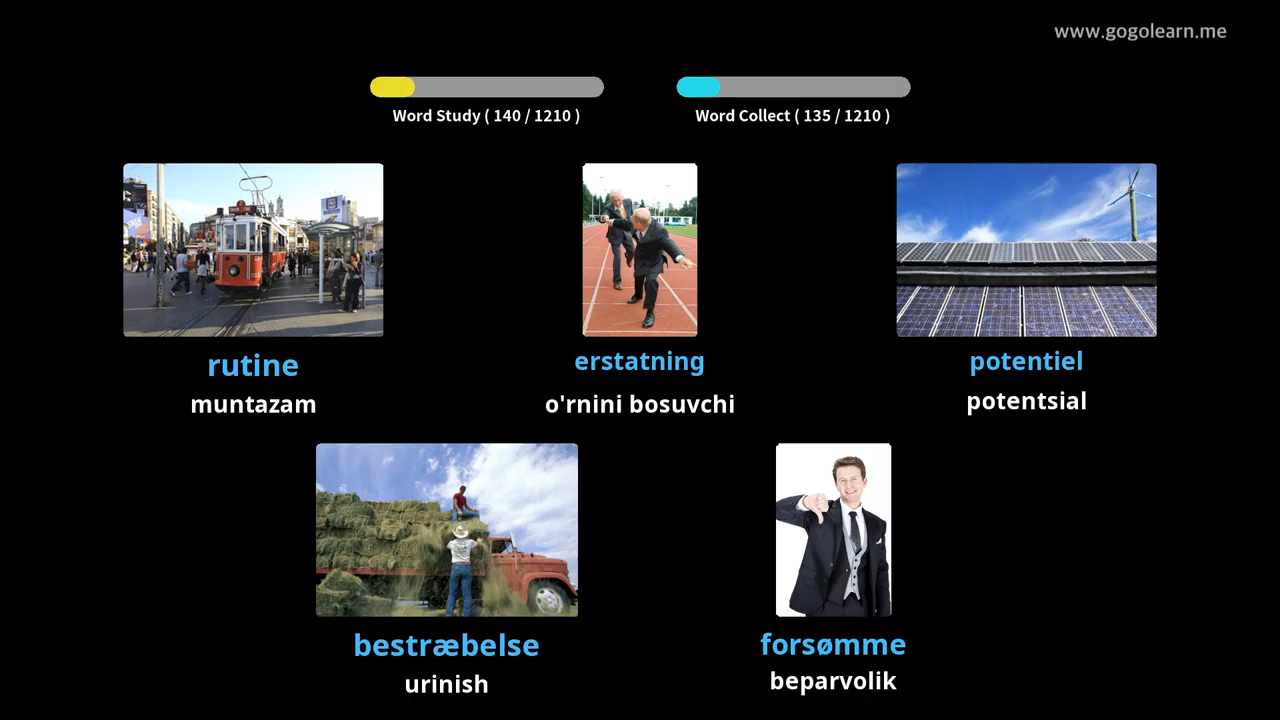 www.gogolearn.me
Word Study ( 140 / 1210 )
Word Collect ( 135 / 1210 )
rutine
muntazam
erstatning
o'rnini bosuvchi
potentiel
potentsial
bestræbelse
urinish
forsømme
beparvolik